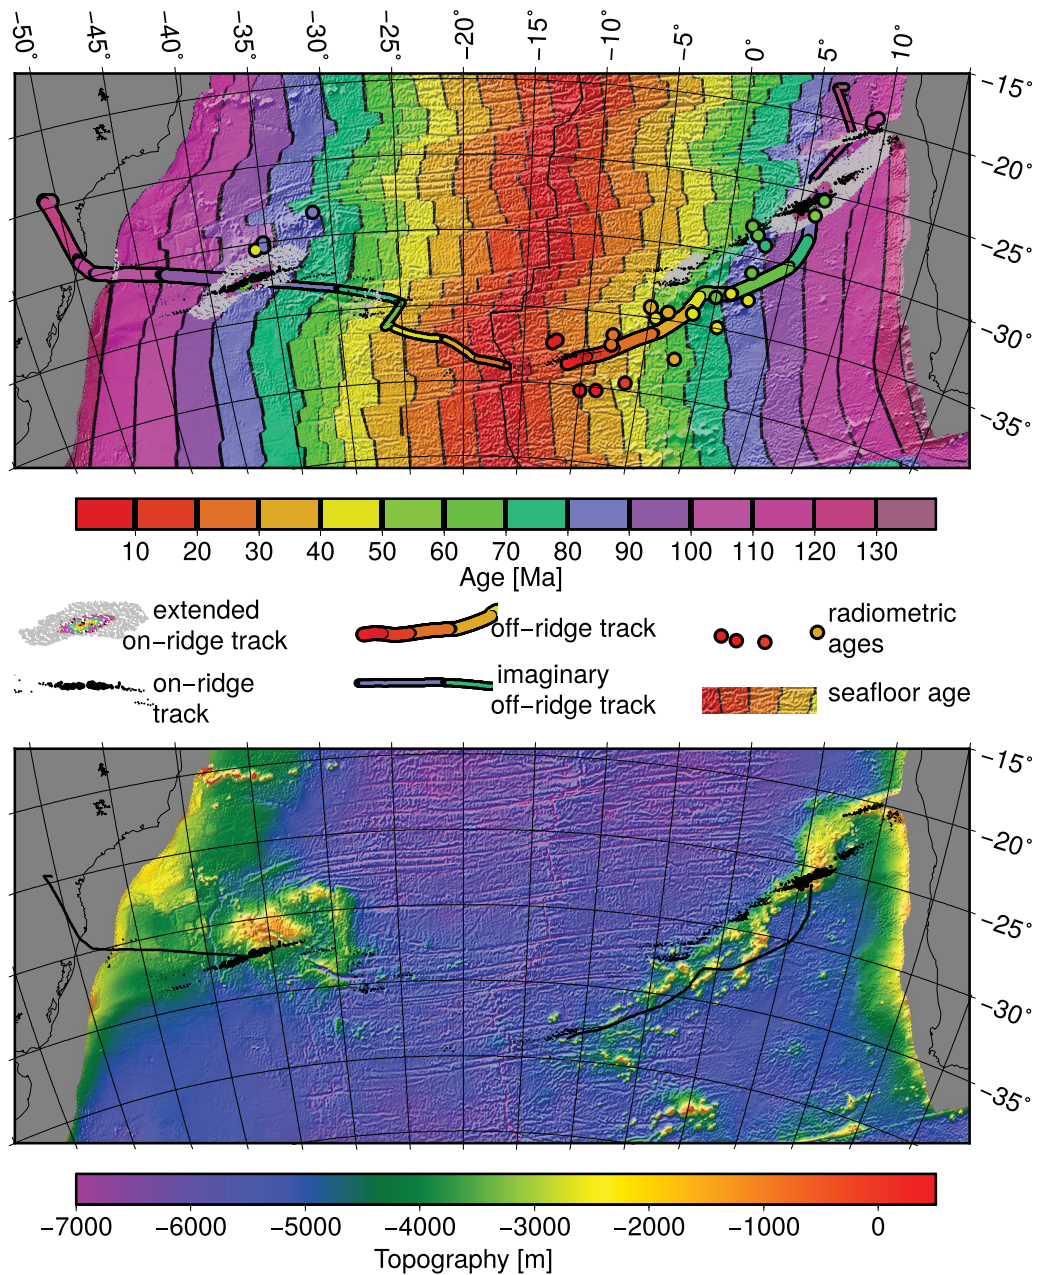 −50° −45° −40° −35° −30° −25° −20° −15° −10° −5° 0° 5° 10°
−15°
−20°
−25°
−30°
−35°
10 20 30 40 50 60 70 80 90 100 110 120 130
Age [Ma]
extended
on−ridge track
off−ridge track
radiometric
ages
on−ridge
track
imaginary
off−ridge track
seafloor age
−15°
−20°
−25°
−30°
−35°
−7000 −6000 −5000 −4000 −3000 −2000 −1000 0
Topography [m]